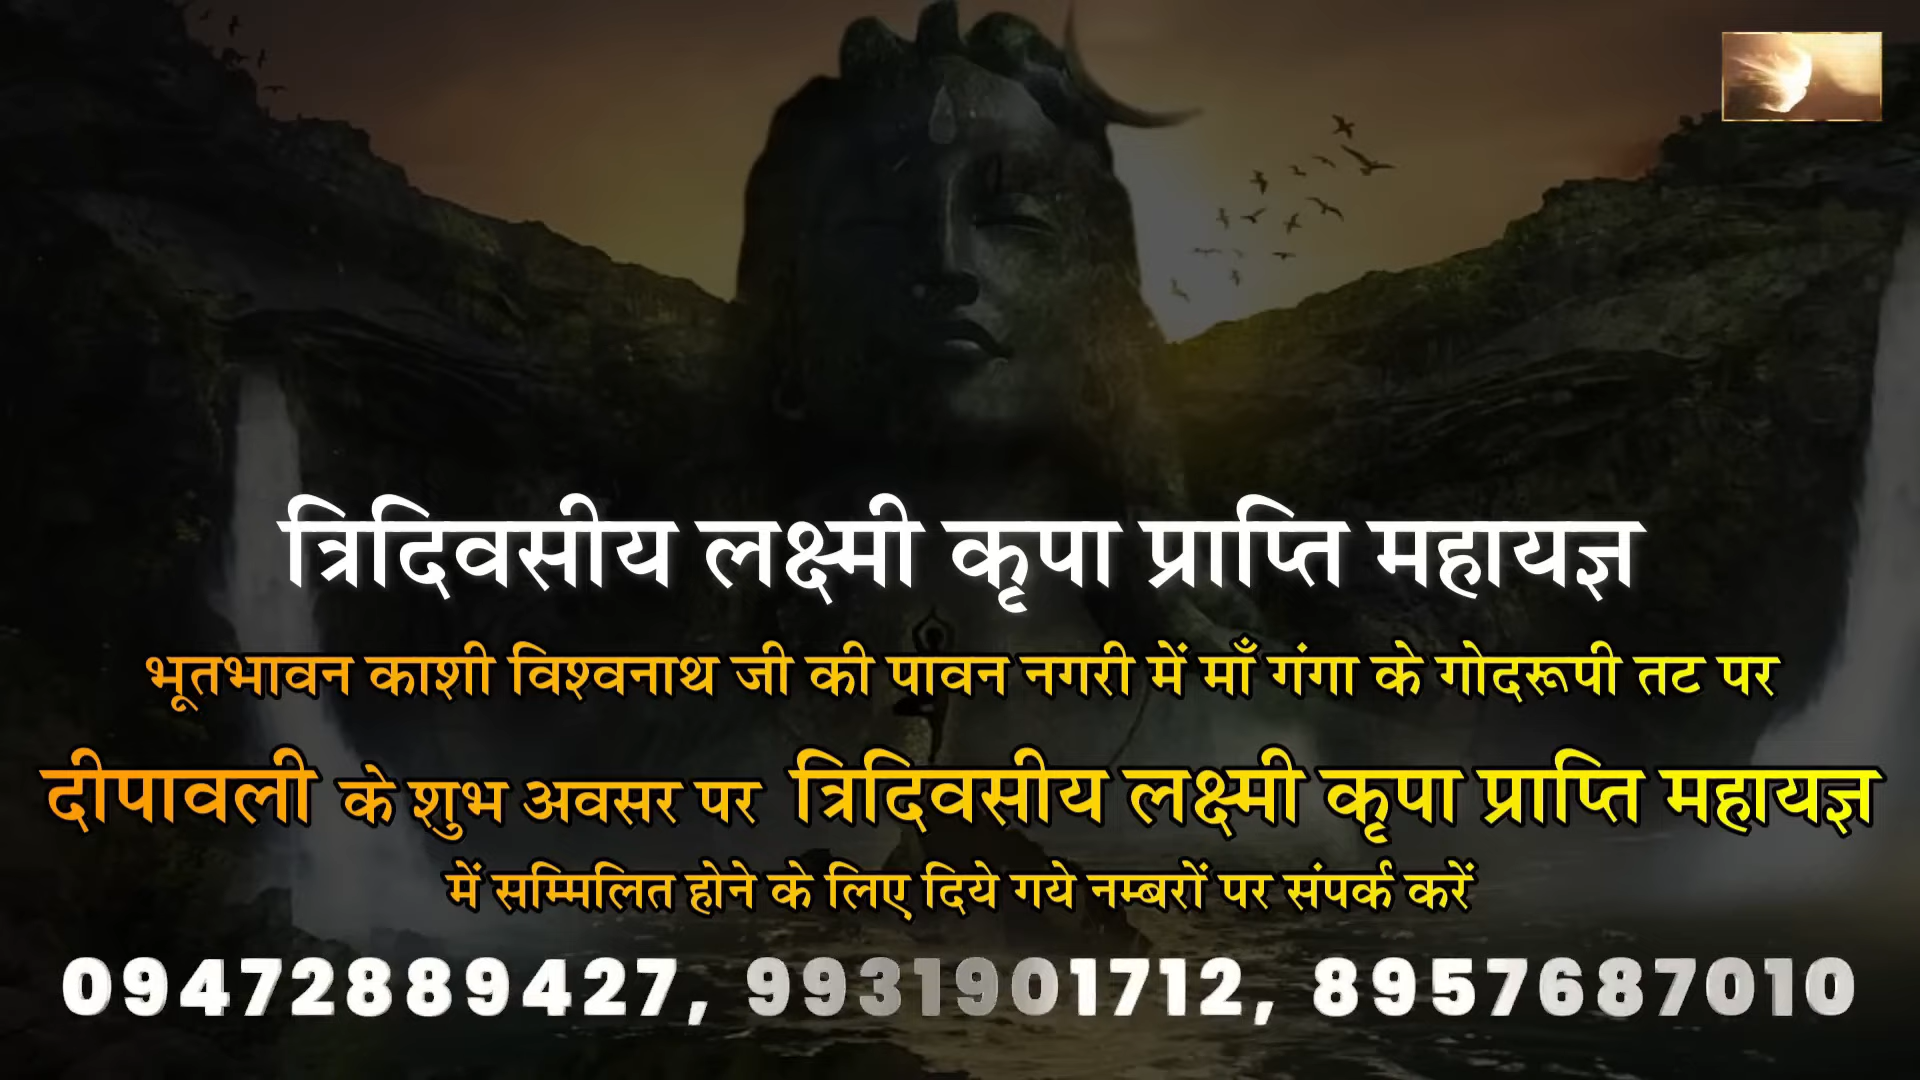 त्रिदिवसीय लक्ष्मी कृपा प्राप्ति महायज्ञ
भूतभावन काशी विश्वनाथ जी की पावन नगरी में माँ गंगा के गोदरूपी तट पर
दीपावली के शुभ अवसर पर त्रिदिवसीय लक्ष्मी कृपा प्राप्ति महायज्ञ
में सम्मिलित होने के लिए दिये गये नम्बरों पर संपर्क करें
09472889427, 9931901712, 8957687010